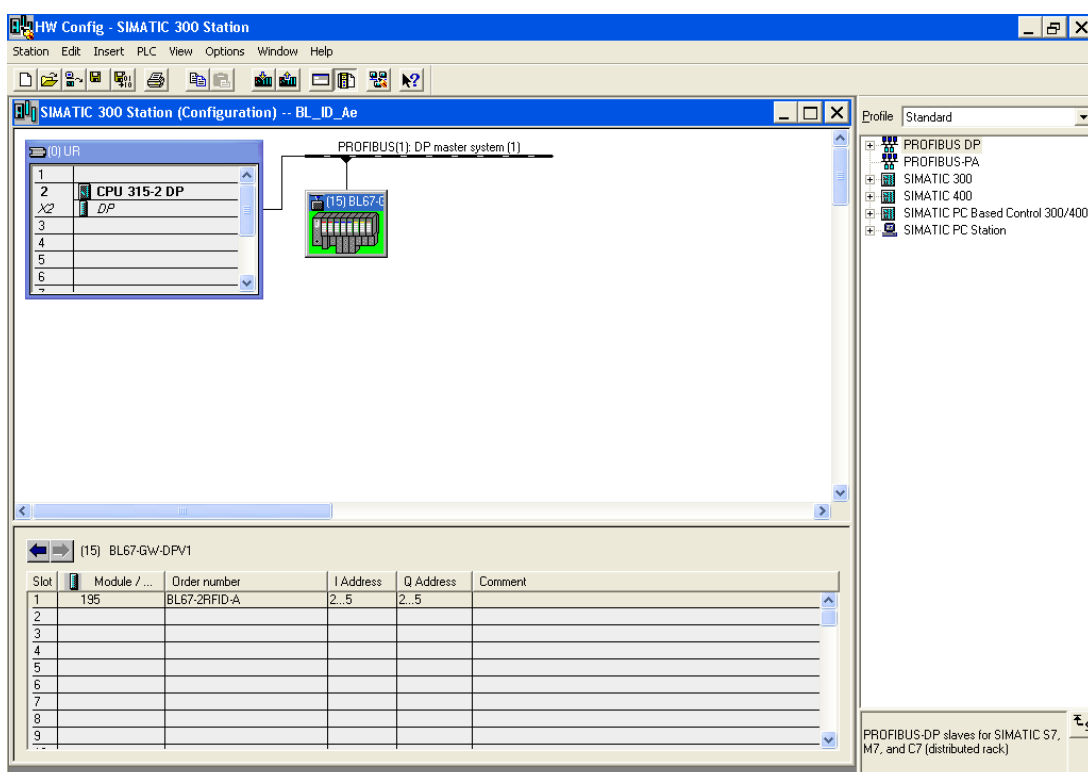 HW Config - SIMATIC 300 Station
Station Edit Insert PLC View Options Window Help
SIMATIC 300 Station (Configuration) -- BL_ID_Ae
(0) UR
1
2 CPU 315-2 DP
X2 DP
3
4
5
6
7
PROFIBUS(1): DP master system (1)
(15) BL67-G
(15) BL67-GW-DPV1
Slot Module / ... Order number I Address Q Address Comment
1 195 BL67-2RFID-A 2...5 2...5
2
3
4
5
6
7
8
9
10
Profile Standard
PROFIBUS DP
PROFIBUS-PA
SIMATIC 300
SIMATIC 400
SIMATIC PC Based Control 300/400
SIMATIC PC Station
PROFIBUS-DP slaves for SIMATIC S7,
M7, and C7 (distributed rack)